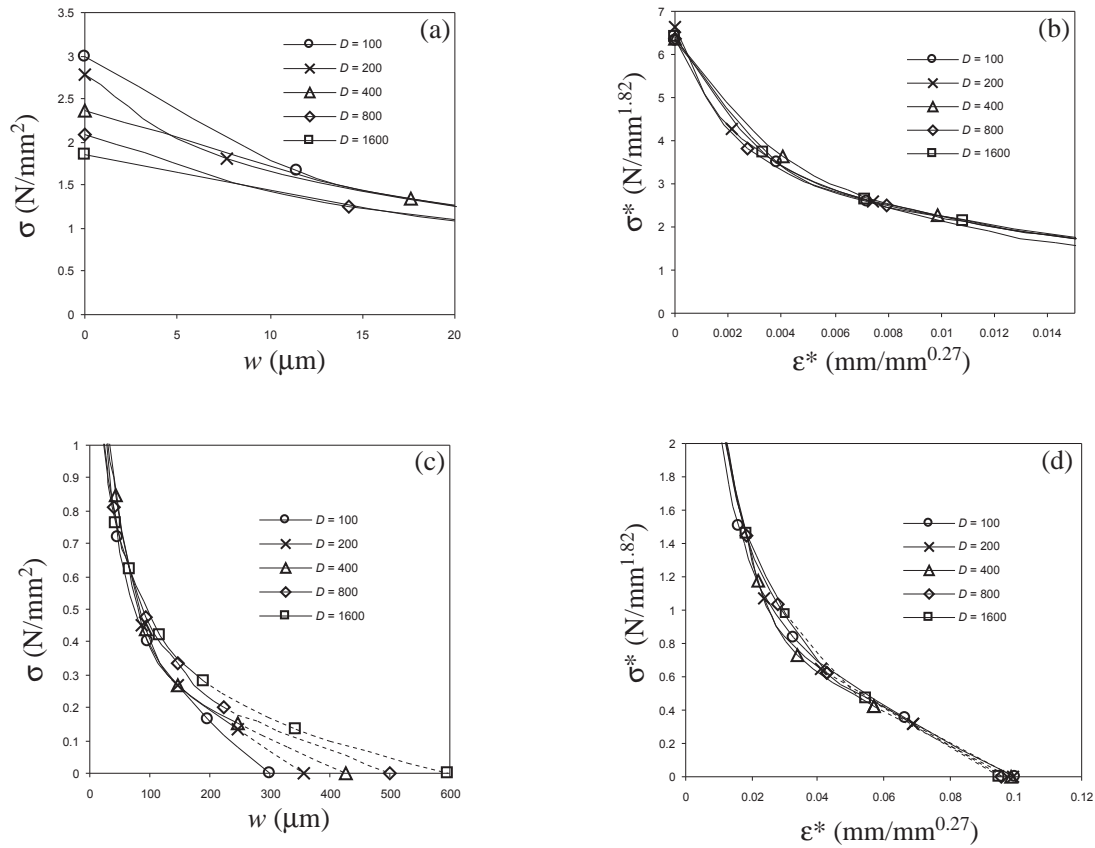 (a)
σ (N/mm²)
3.5
3
2.5
2
1.5
1
0.5
0
0 5 10 15 20
w (μm)
D = 100
D = 200
D = 400
D = 800
D = 1600
(b)
σ* (N/mm^1.82)
7
6
5
4
3
2
1
0
0 0.002 0.004 0.006 0.008 0.01 0.012 0.014
ε* (mm/mm^0.27)
D = 100
D = 200
D = 400
D = 800
D = 1600
(c)
σ (N/mm²)
1
0.9
0.8
0.7
0.6
0.5
0.4
0.3
0.2
0.1
0
0 100 200 300 400 500 600
w (μm)
D = 100
D = 200
D = 400
D = 800
D = 1600
(d)
σ* (N/mm^1.82)
2
1.8
1.6
1.4
1.2
1
0.8
0.6
0.4
0.2
0
0 0.02 0.04 0.06 0.08 0.1 0.12
ε* (mm/mm^0.27)
D = 100
D = 200
D = 400
D = 800
D = 1600